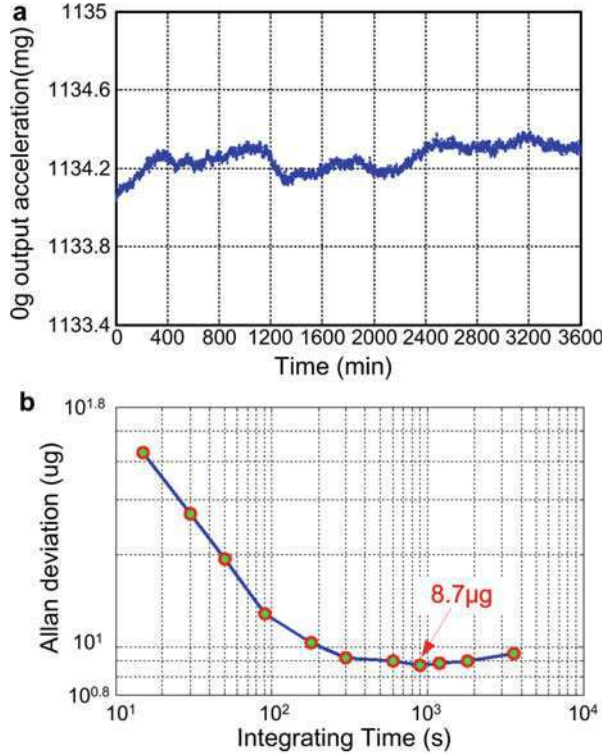 a
0g output acceleration(mg)
1135
1134.6
1134.2
1133.8
1133.4
0 400 800 1200 1600 2000 2400 2800 3200 3600
Time (min)
b
Allan deviation (ug)
10^1.8
10^1
10^0.8
8.7µg
10^1 10^2 10^3 10^4
Integrating Time (s)